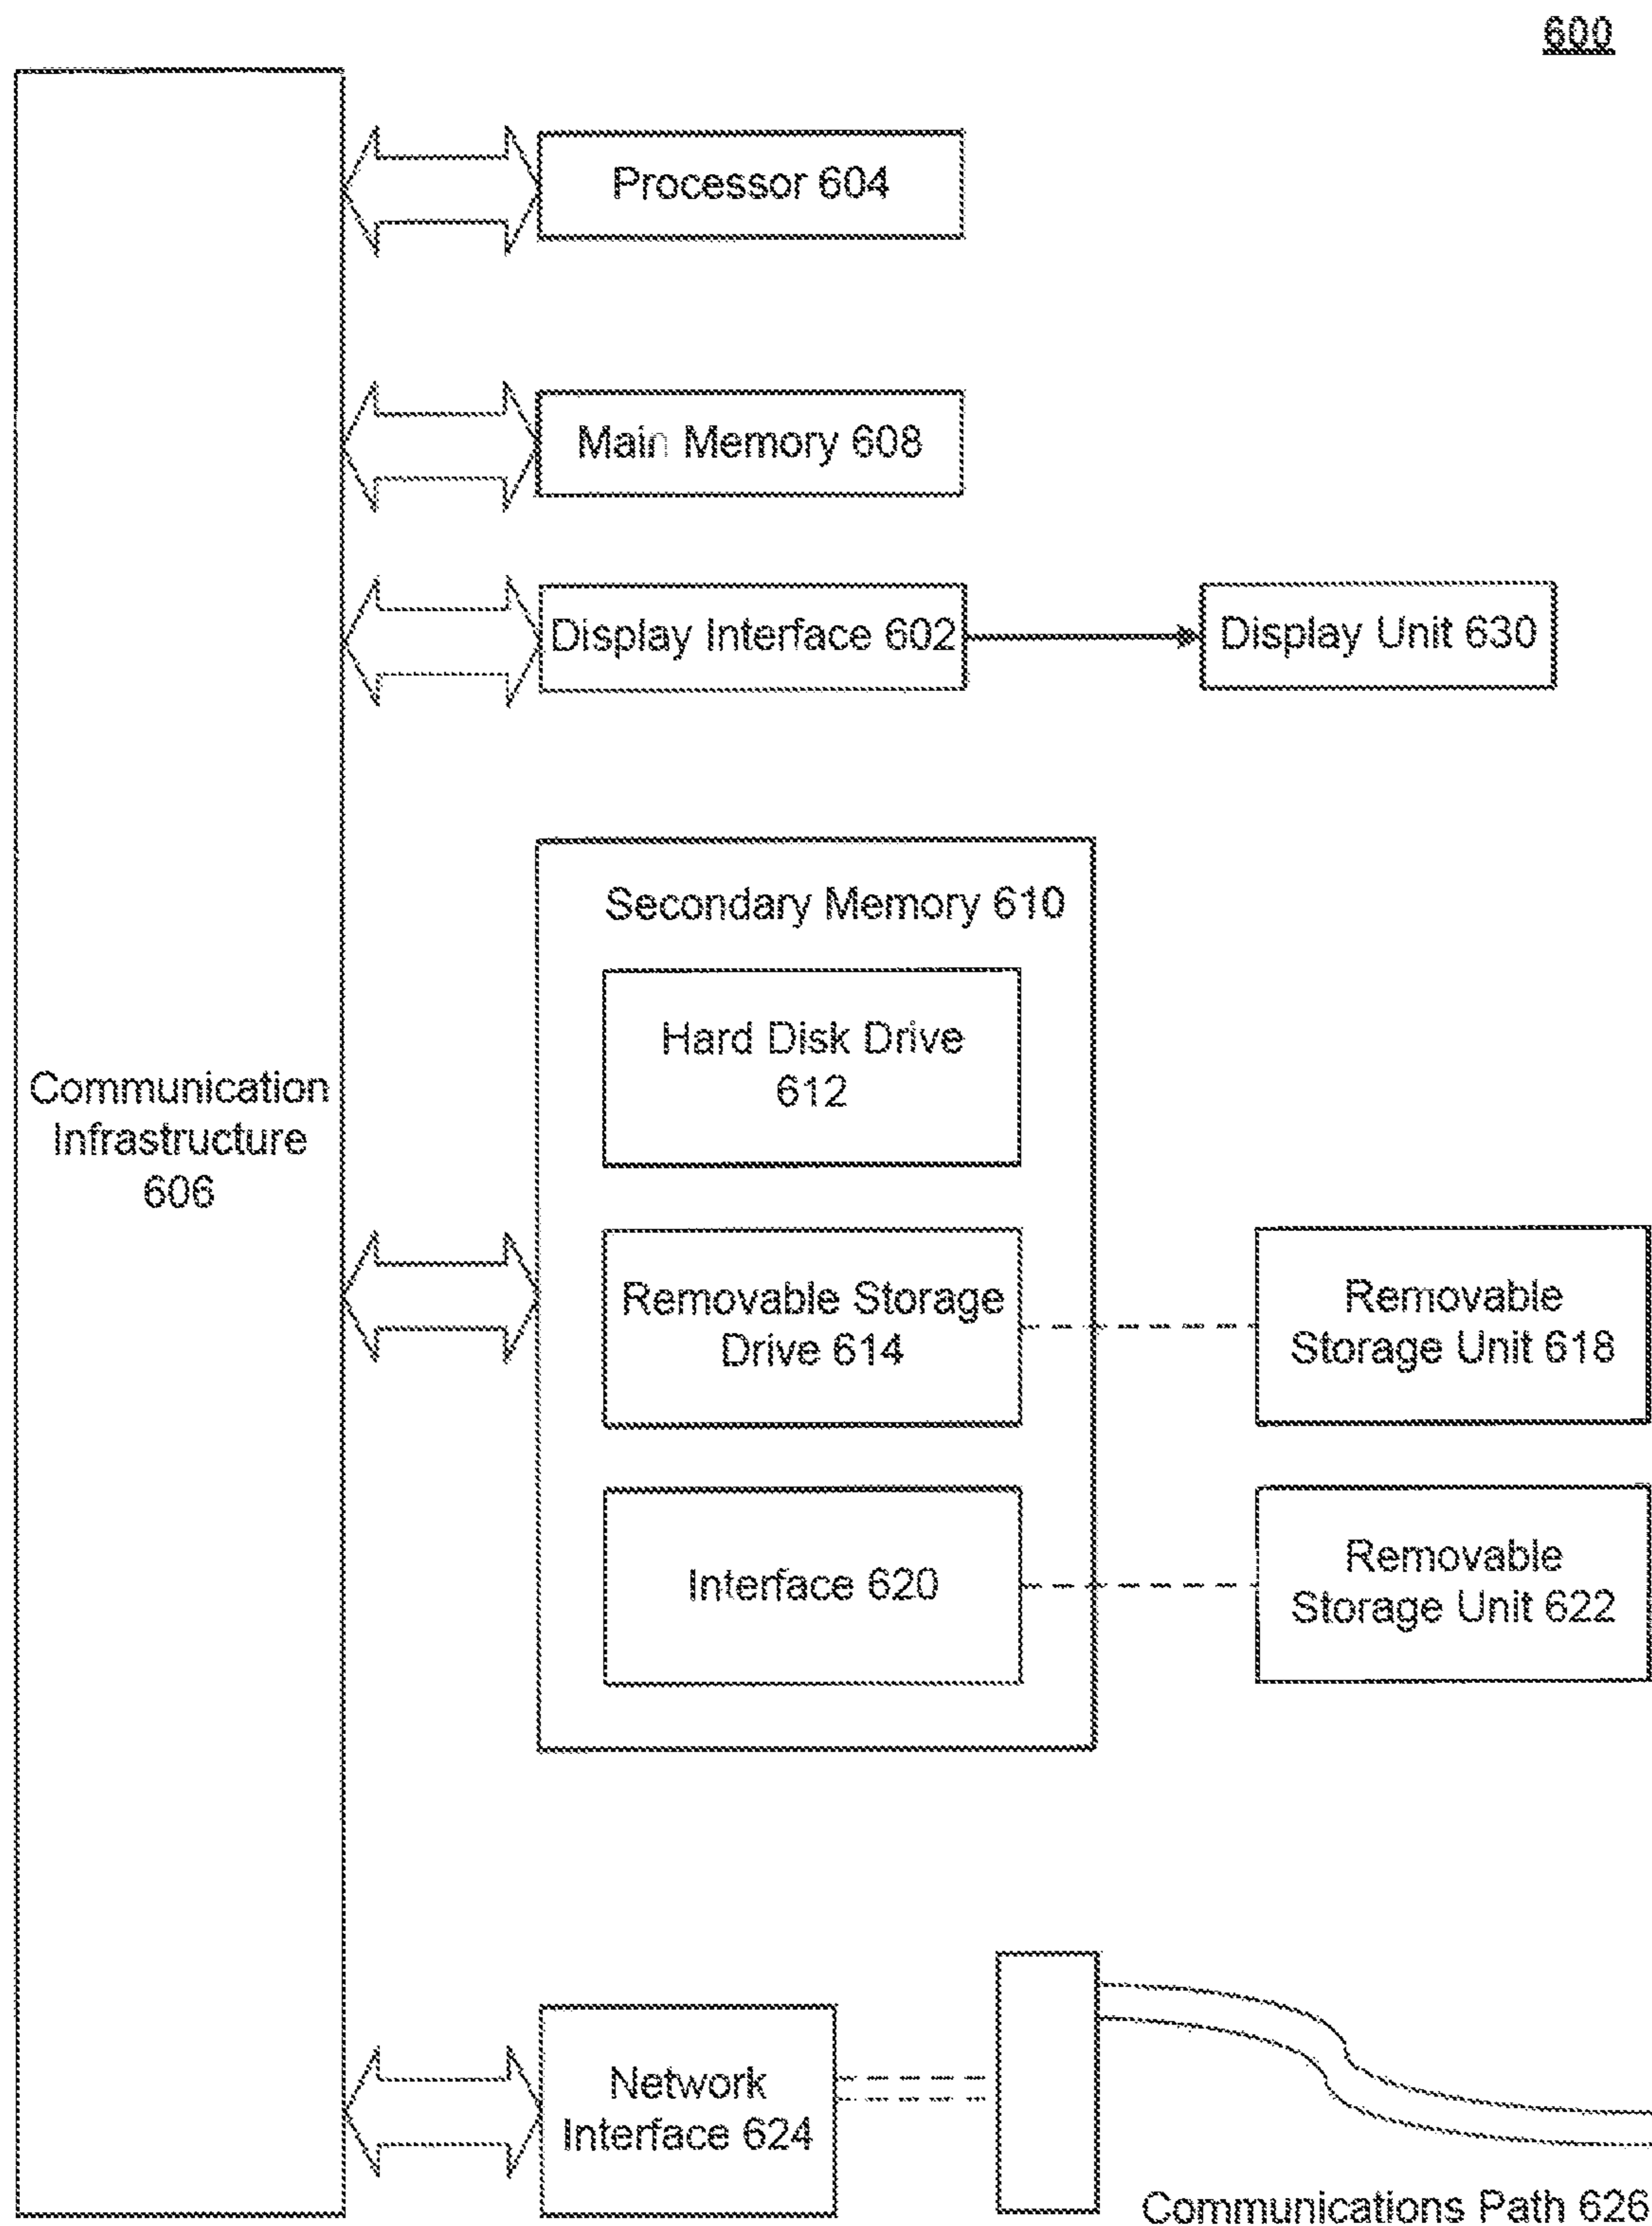 600
Processor 604
Main Memory 608
Display Interface 602
Display Unit 630
Secondary Memory 610
Hard Disk Drive
612
Communication
Infrastructure
606
Removable Storage
Drive 614
Removable
Storage Unit 618
Interface 620
Removable
Storage Unit 622
Network
Interface 624
Communications Path 626